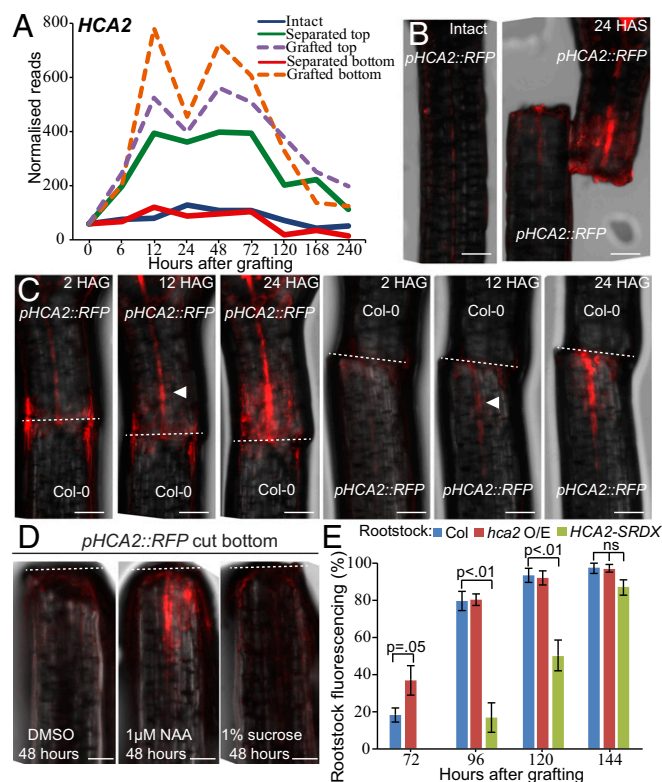 A HCA2
Normalised reads
800
600
400
200
0
Intact
Separated top
Grafted top
Separated bottom
Grafted bottom
0 6 12 24 48 72 120 168 240
Hours after grafting
B
Intact
pHCA2::RFP
24 HAS
pHCA2::RFP
pHCA2::RFP
C
2 HAG
pHCA2::RFP
Col-0
12 HAG
pHCA2::RFP
Col-0
24 HAG
pHCA2::RFP
Col-0
2 HAG
Col-0
pHCA2::RFP
12 HAG
Col-0
pHCA2::RFP
24 HAG
Col-0
pHCA2::RFP
D
pHCA2::RFP cut bottom
DMSO
48 hours
1µM NAA
48 hours
1% sucrose
48 hours
E
Rootstock: Col hca2 O/E HCA2-SRDX
Rootstock fluorescencing (%)
100
80
60
40
20
0
p=.05
p<.01
p<.01
ns
72 96 120 144
Hours after grafting